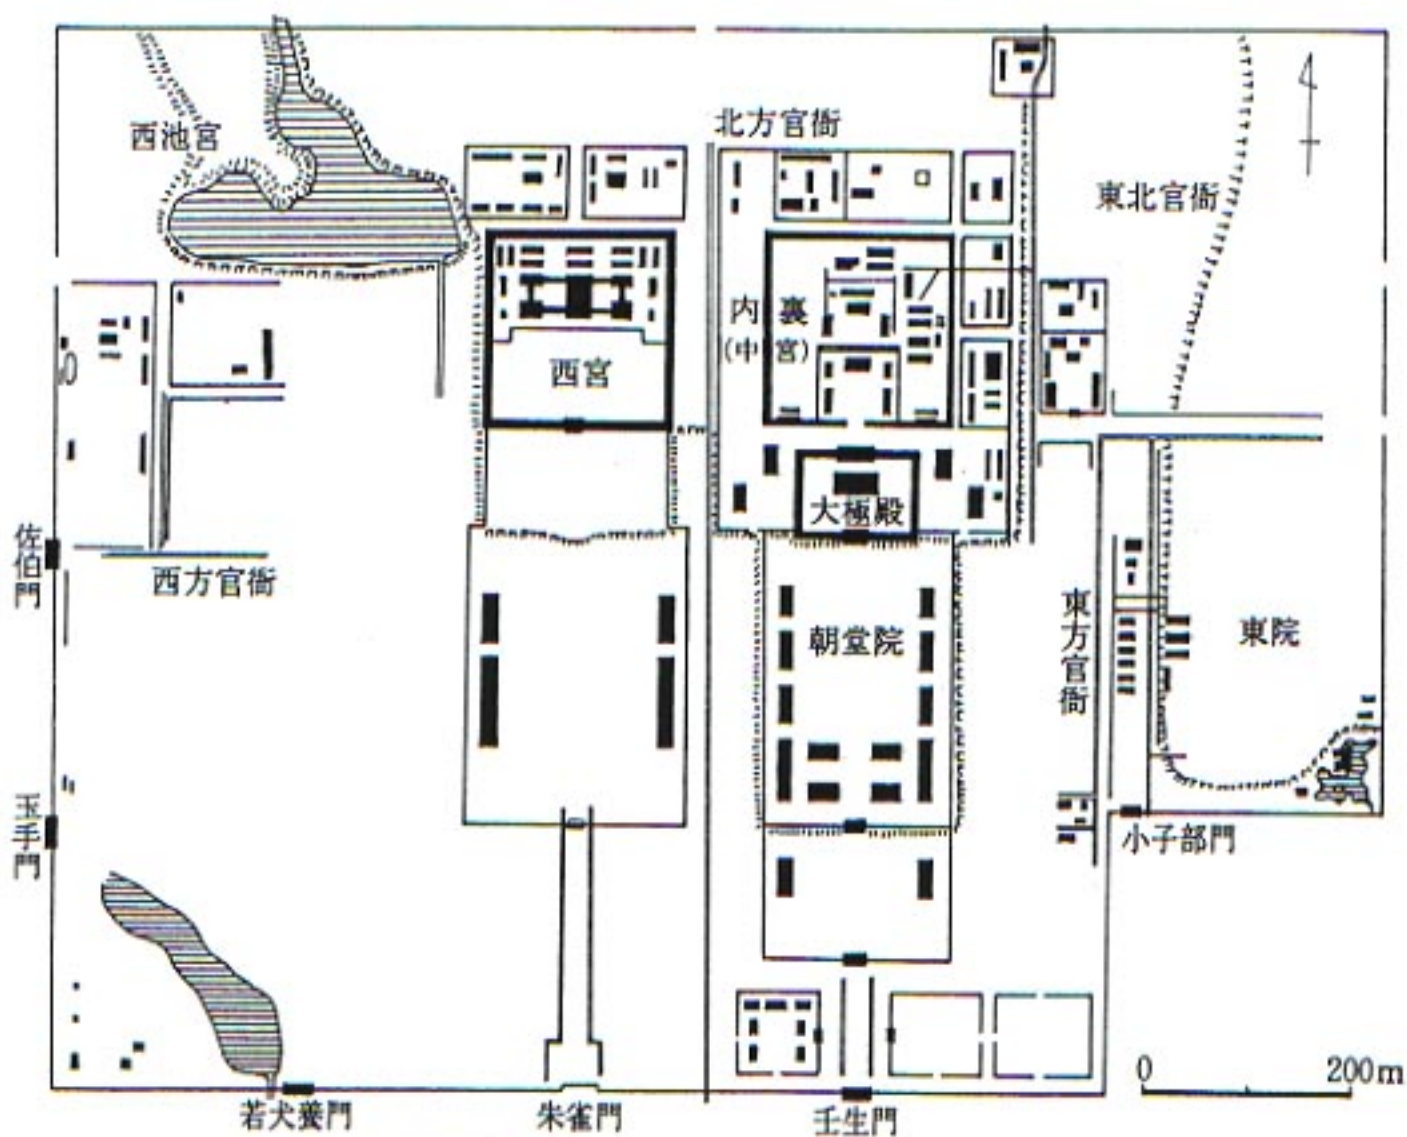 西池宮
北方官衙
東北官衙
内裏
(中宮)
西宮
大極殿
佐伯門
西方官衙
朝堂院
東方官衙
東院
玉手門
小子部門
0 200m
若犬養門
朱雀門
壬生門